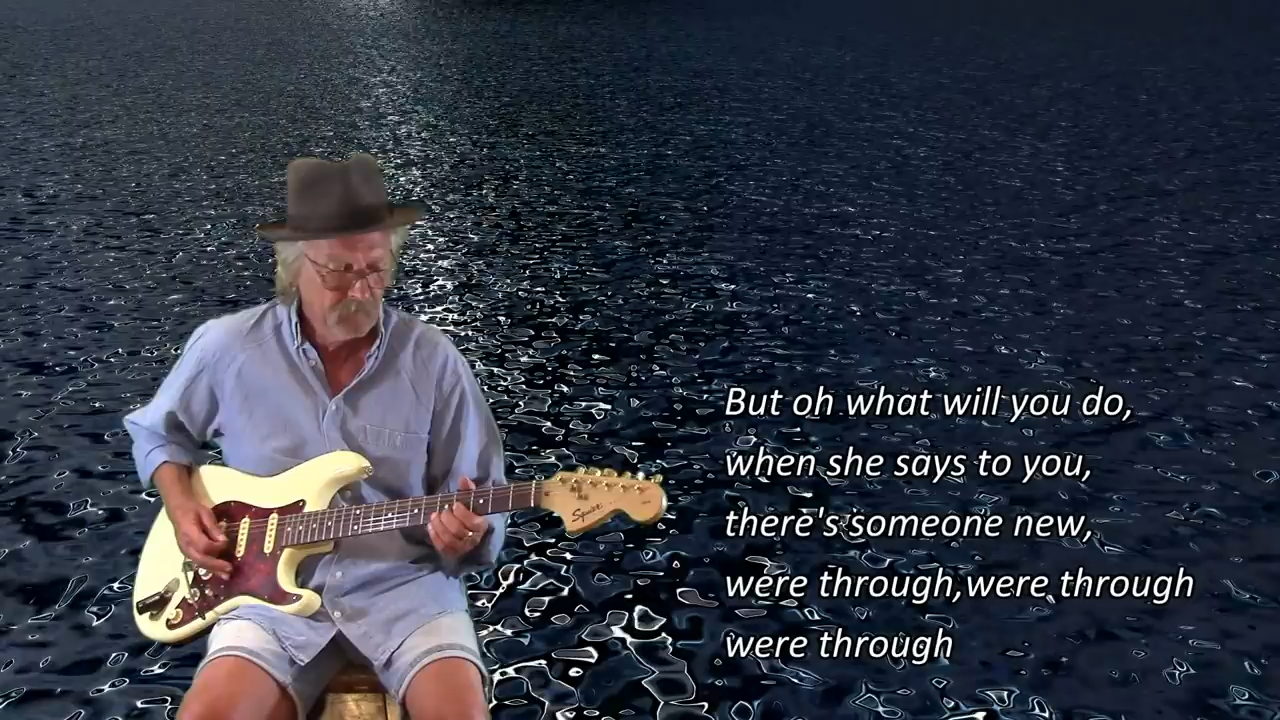 Squier
But oh what will you do,
when she says to you,
there's someone new,
were through,were through
were through